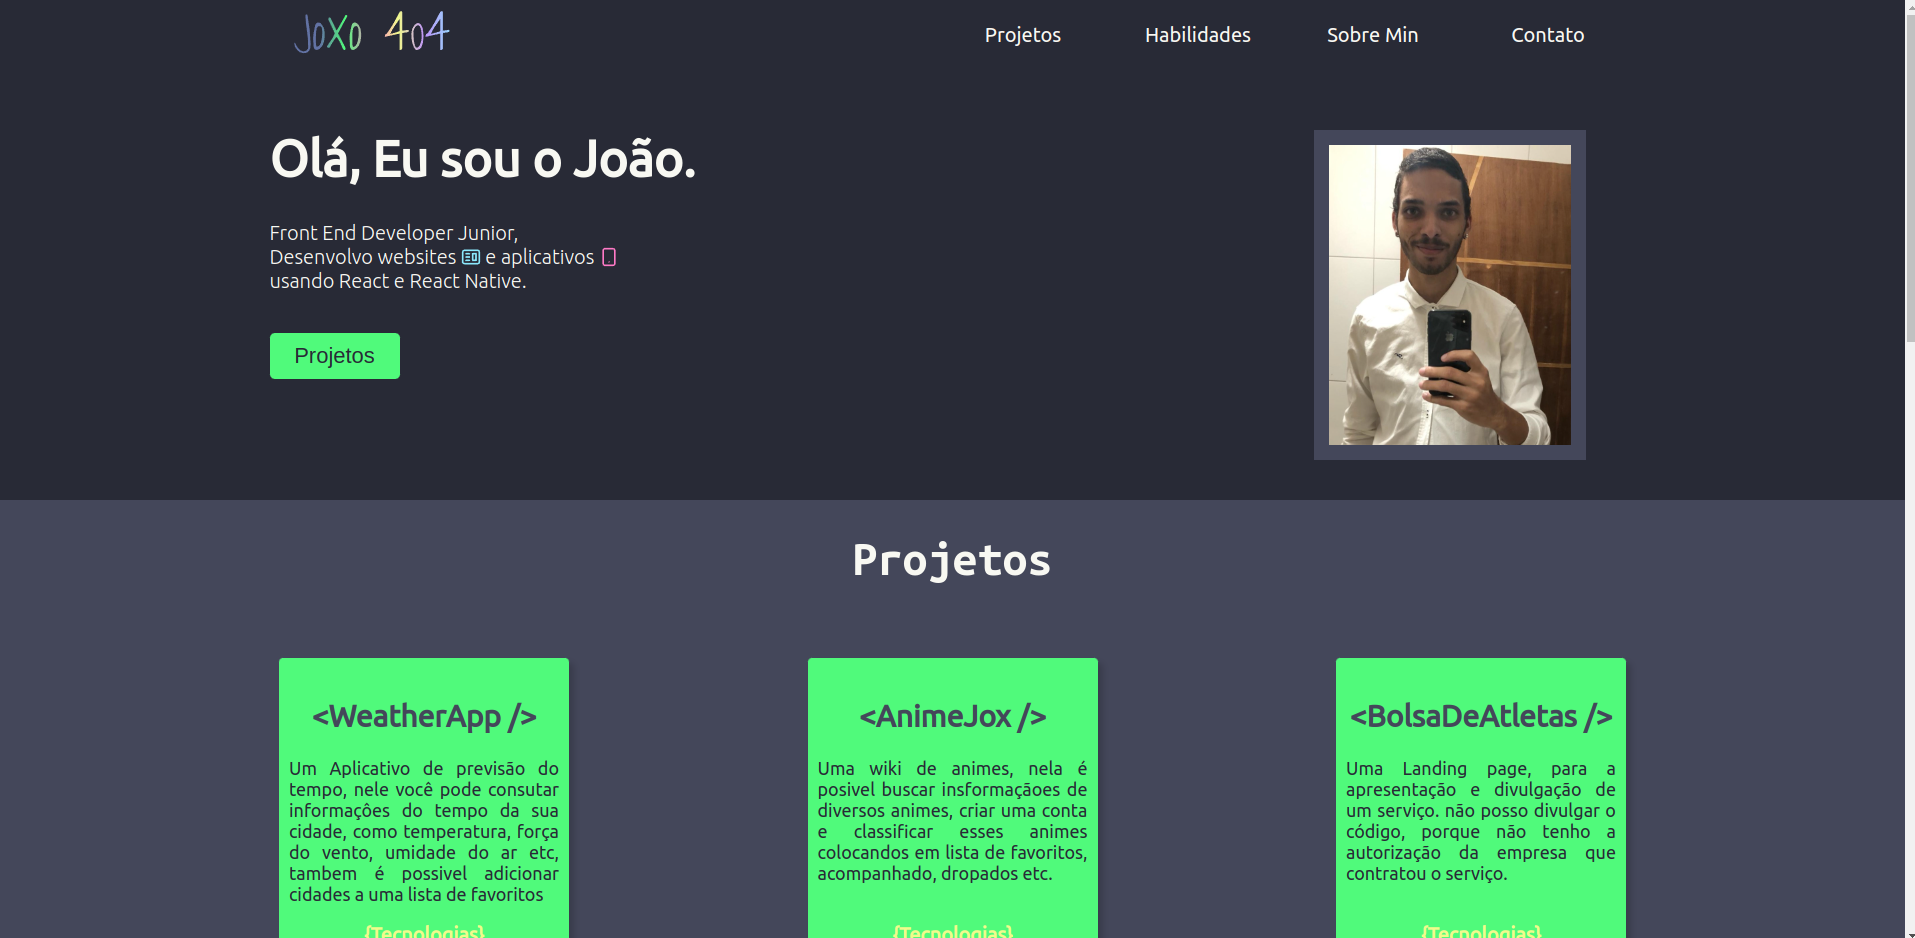 JoXo 404
Projetos
Habilidades
Sobre Min
Contato
Olá, Eu sou o João.
Front End Developer Junior,
Desenvolvo websites e aplicativos
usando React e React Native.
Projetos
Projetos
<WeatherApp />
Um Aplicativo de previsão do
tempo, nele você pode consutar
informaçôes do tempo da sua
cidade, como temperatura, força
do vento, umidade do ar etc,
tambem é possivel adicionar
cidades a uma lista de favoritos
{Tecnologias}
<AnimeJox />
Uma wiki de animes, nela é
posivel buscar insformaçãoes de
diversos animes, criar uma conta
e classificar esses animes
colocandos em lista de favoritos,
acompanhado, dropados etc.
{Tecnologias}
<BolsaDeAtletas />
Uma Landing page, para a
apresentação e divulgação de
um serviço. não posso divulgar o
código, porque não tenho a
autorização da empresa que
contratou o serviço.
{Tecnologias}